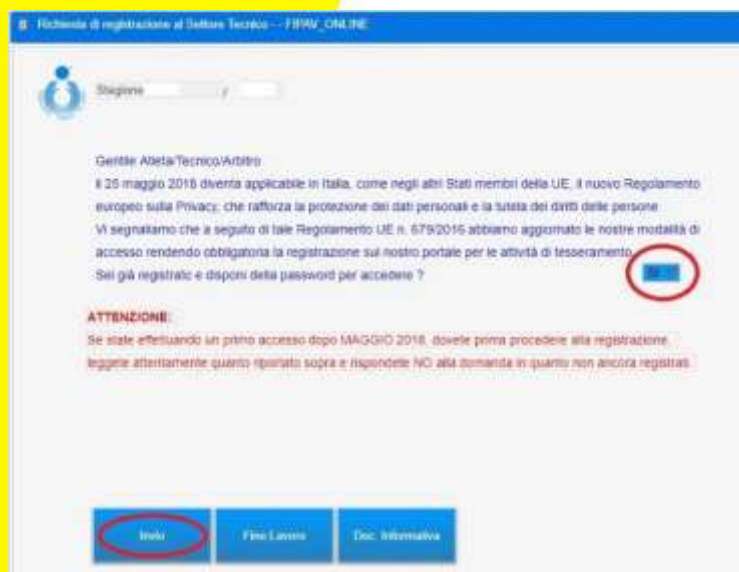 Richiesta di registrazione al Settore Tecnico - - FIPAV_ONLINE
Stagione /
Gentile Atleta/Tecnico/Arbitro
Il 25 maggio 2018 diventa applicabile in Italia, come negli altri Stati membri della UE, il nuovo Regolamento
europeo sulla Privacy, che rafforza la protezione dei dati personali e la tutela dei diritti delle persone
Vi segnaliamo che a seguito di tale Regolamento UE n. 679/2016 abbiamo aggiornato le nostre modalità di
accesso rendendo obbligatoria la registrazione sul nostro portale per le attività di tesseramento.
Sei già registrato e disponi della password per accedere ?
ATTENZIONE:
Se state effettuando un primo accesso dopo MAGGIO 2018, dovete prima procedere alla registrazione,
leggete attentamente quanto riportato sopra e rispondete NO alla domanda in quanto non ancora registrati.
Invio
Fine Lavoro
Doc. Informativa